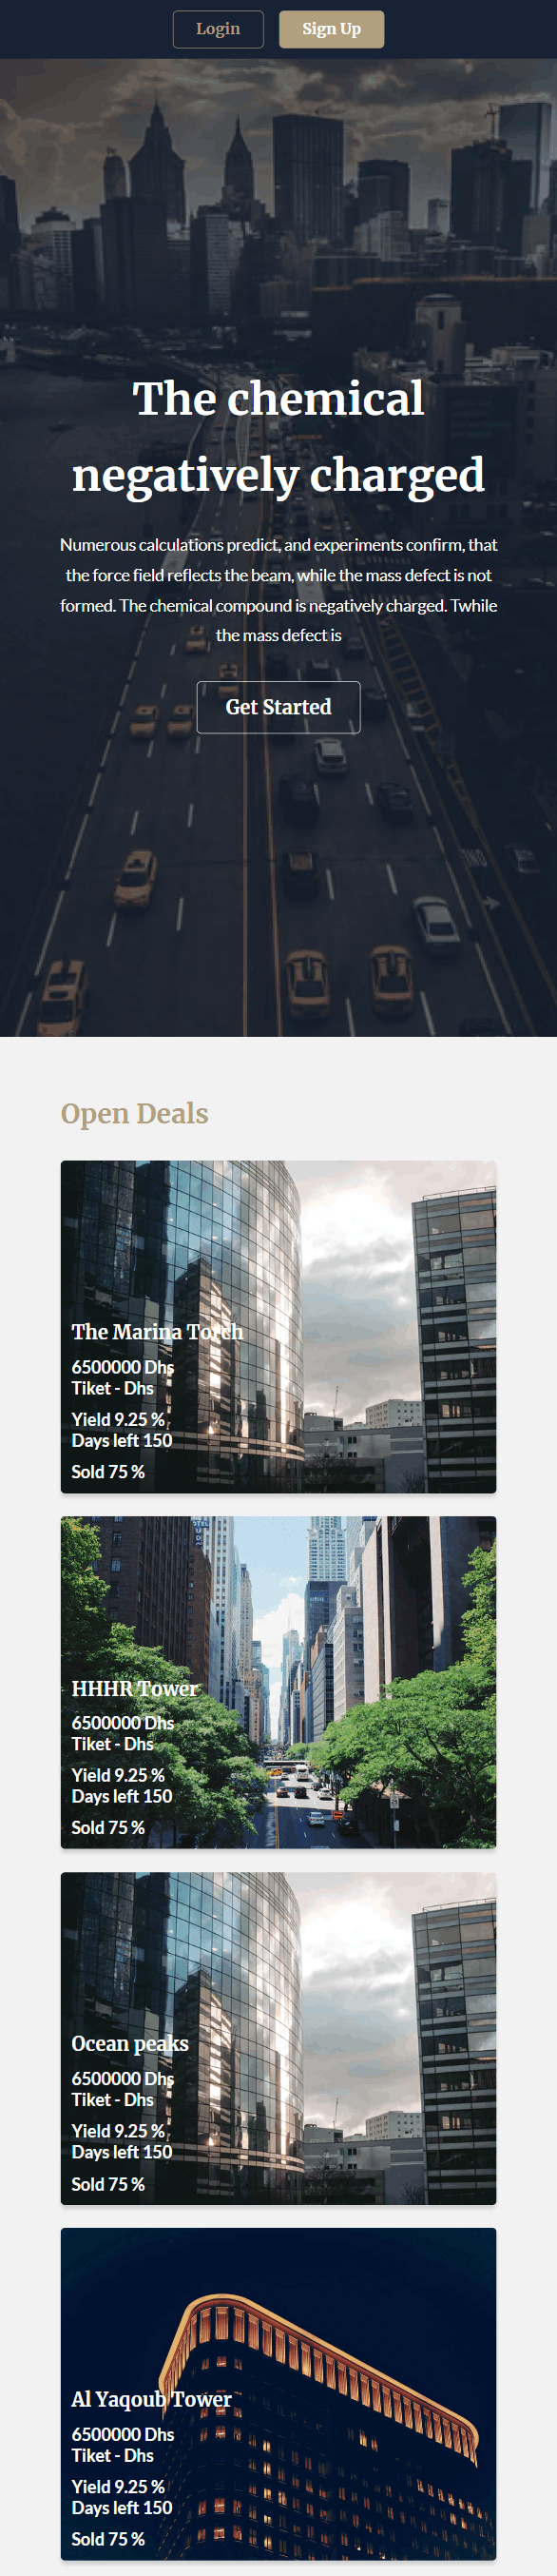 Login
Sign Up
The chemical
negatively charged
Numerous calculations predict, and experiments confirm, that
the force field reflects the beam, while the mass defect is not
formed. The chemical compound is negatively charged. Twhile
the mass defect is
Get Started
Open Deals
The Marina Torch
6500000 Dhs
Tiket - Dhs
Yield 9.25 %
Days left 150
Sold 75 %
HHHR Tower
6500000 Dhs
Tiket - Dhs
Yield 9.25 %
Days left 150
Sold 75 %
Ocean peaks
6500000 Dhs
Tiket - Dhs
Yield 9.25 %
Days left 150
Sold 75 %
Al Yaqoub Tower
6500000 Dhs
Tiket - Dhs
Yield 9.25 %
Days left 150
Sold 75 %